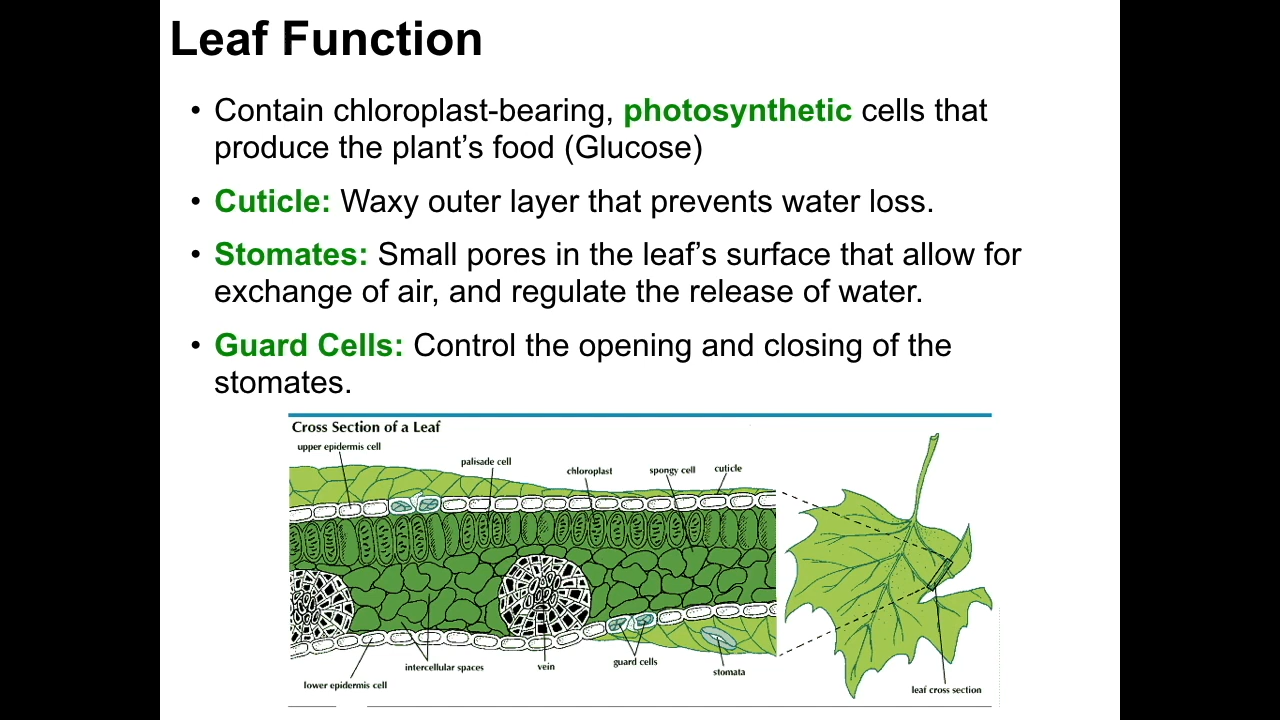 Leaf Function
• Contain chloroplast-bearing, photosynthetic cells that
produce the plant’s food (Glucose)
• Cuticle: Waxy outer layer that prevents water loss.
• Stomates: Small pores in the leaf’s surface that allow for
exchange of air, and regulate the release of water.
• Guard Cells: Control the opening and closing of the
stomates.
Cross Section of a Leaf
upper epidermis cell
palisade cell
chloroplast
spongy cell
cuticle
lower epidermis cell
intercellular spaces
vein
guard cells
stomata
leaf cross section